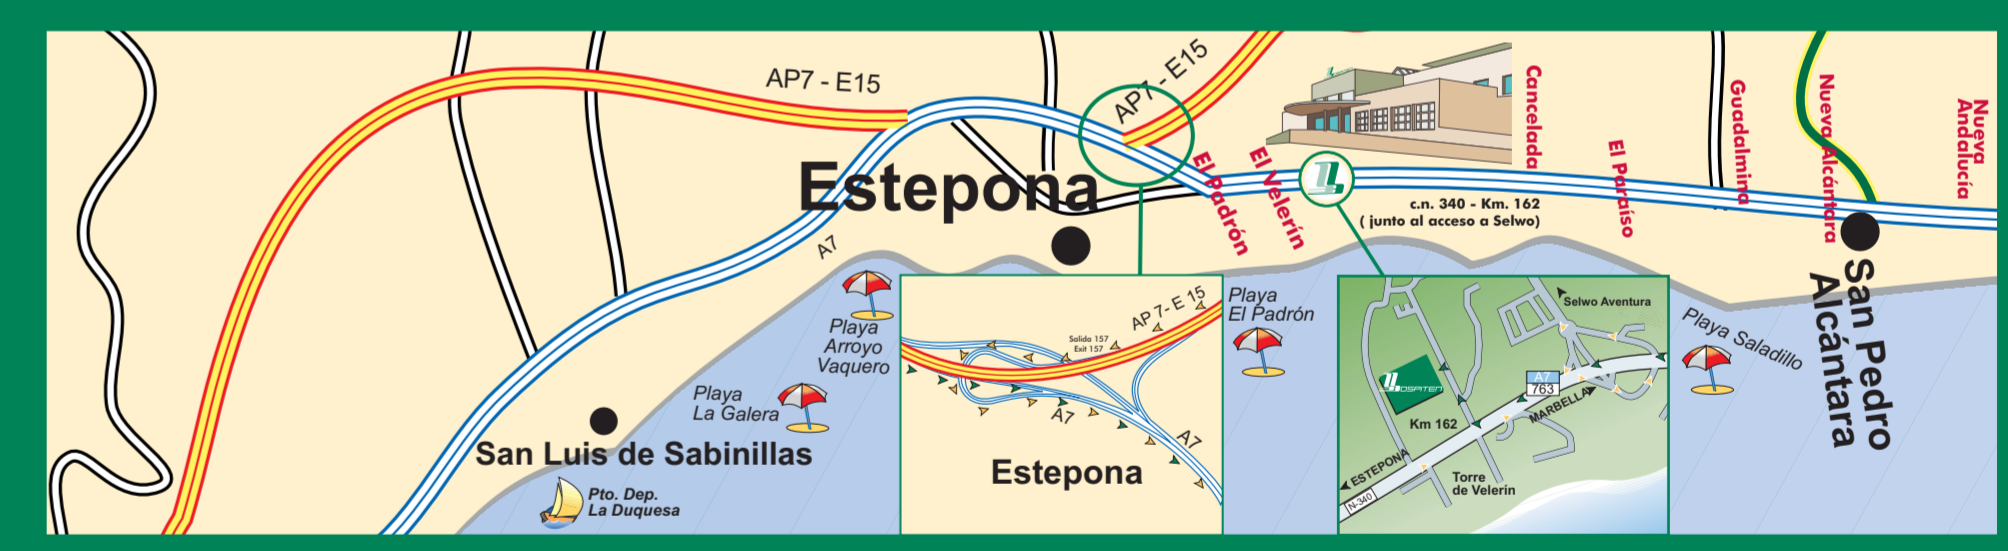 AP7 - E15
AP7 - E15
Estepona
A7
El Padrón
El Velerín
c.n. 340 - Km. 162
( junto al acceso a Selwo)
Cancelada
El Paraíso
Guadalmina
Nueva Alcántara
Nueva
Andalucía
San Pedro
Alcántara
Playa
Arroyo
Vaquero
Playa
La Galera
San Luis de Sabinillas
Pto. Dep.
La Duquesa
AP 7- E 15
Salida 157
Exit 157
A7
A7
Estepona
Playa
El Padrón
Selwo Aventura
A7
763
MARBELLA
Km 162
ESTEPONA
N-340
Torre
de Velerín
Playa Saladillo